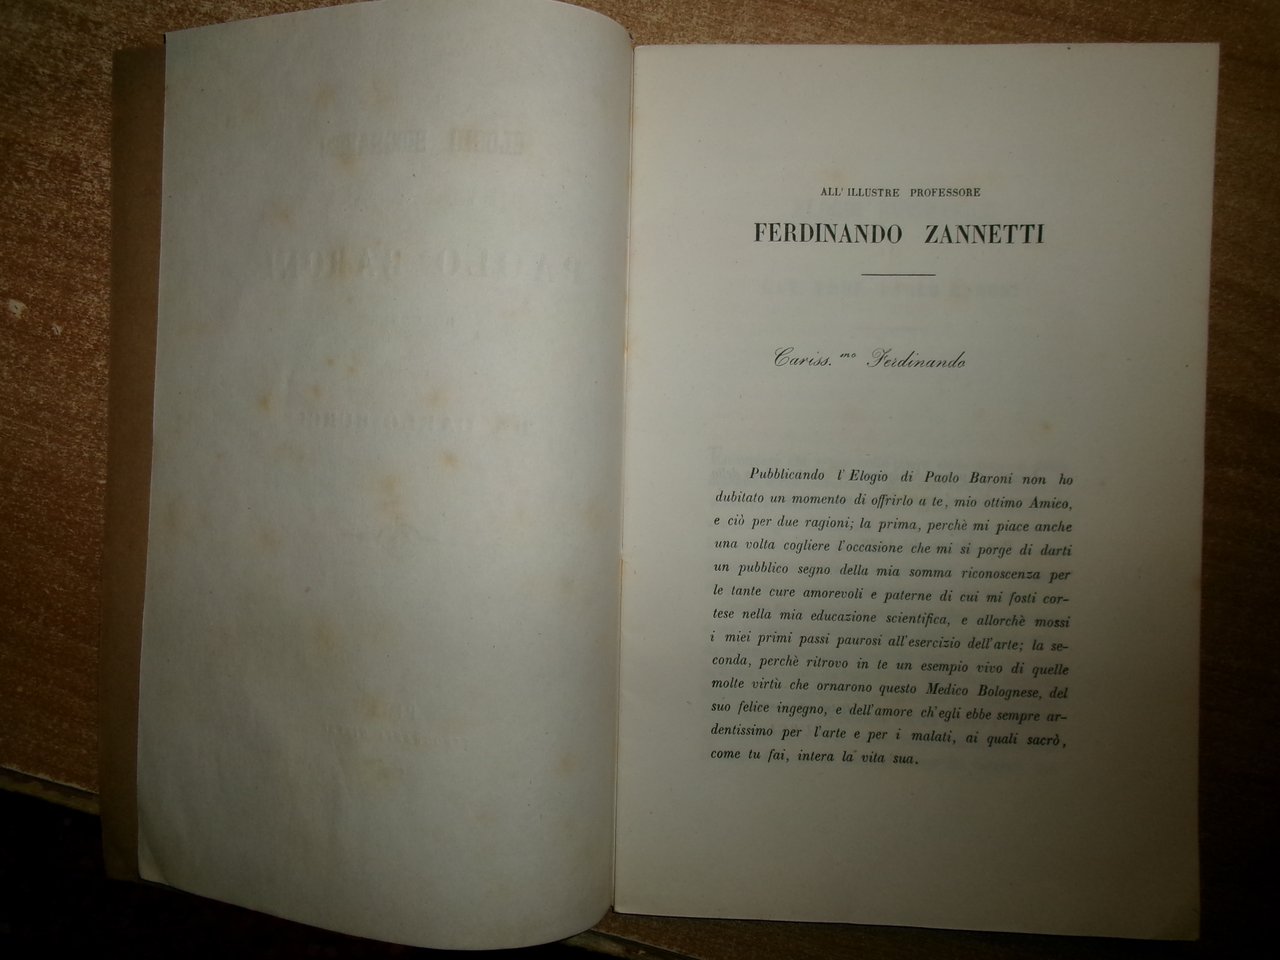 ALL' ILLUSTRE PROFESSORE
FERDINANDO ZANNETTI
Cariss.mo Ferdinando
Pubblicando l'Elogio di Paolo Baroni non ho
dubitato un momento di offrirlo a te, mio ottimo Amico,
e ciò per due ragioni; la prima, perchè mi piace anche
una volta cogliere l'occasione che mi si porge di darti
un pubblico segno della mia somma riconoscenza per
le tante cure amorevoli e paterne di cui mi fosti cor-
tese nella mia educazione scientifica, e allorchè mossi
i miei primi passi paurosi all'esercizio dell'arte; la se-
conda, perchè ritrovo in te un esempio vivo di quelle
molte virtù che ornarono questo Medico Bolognese, del
suo felice ingegno, e dell'amore ch'egli ebbe sempre ar-
dentissimo per l'arte e per i malati, ai quali sacrò,
come tu fai, intera la vita sua.